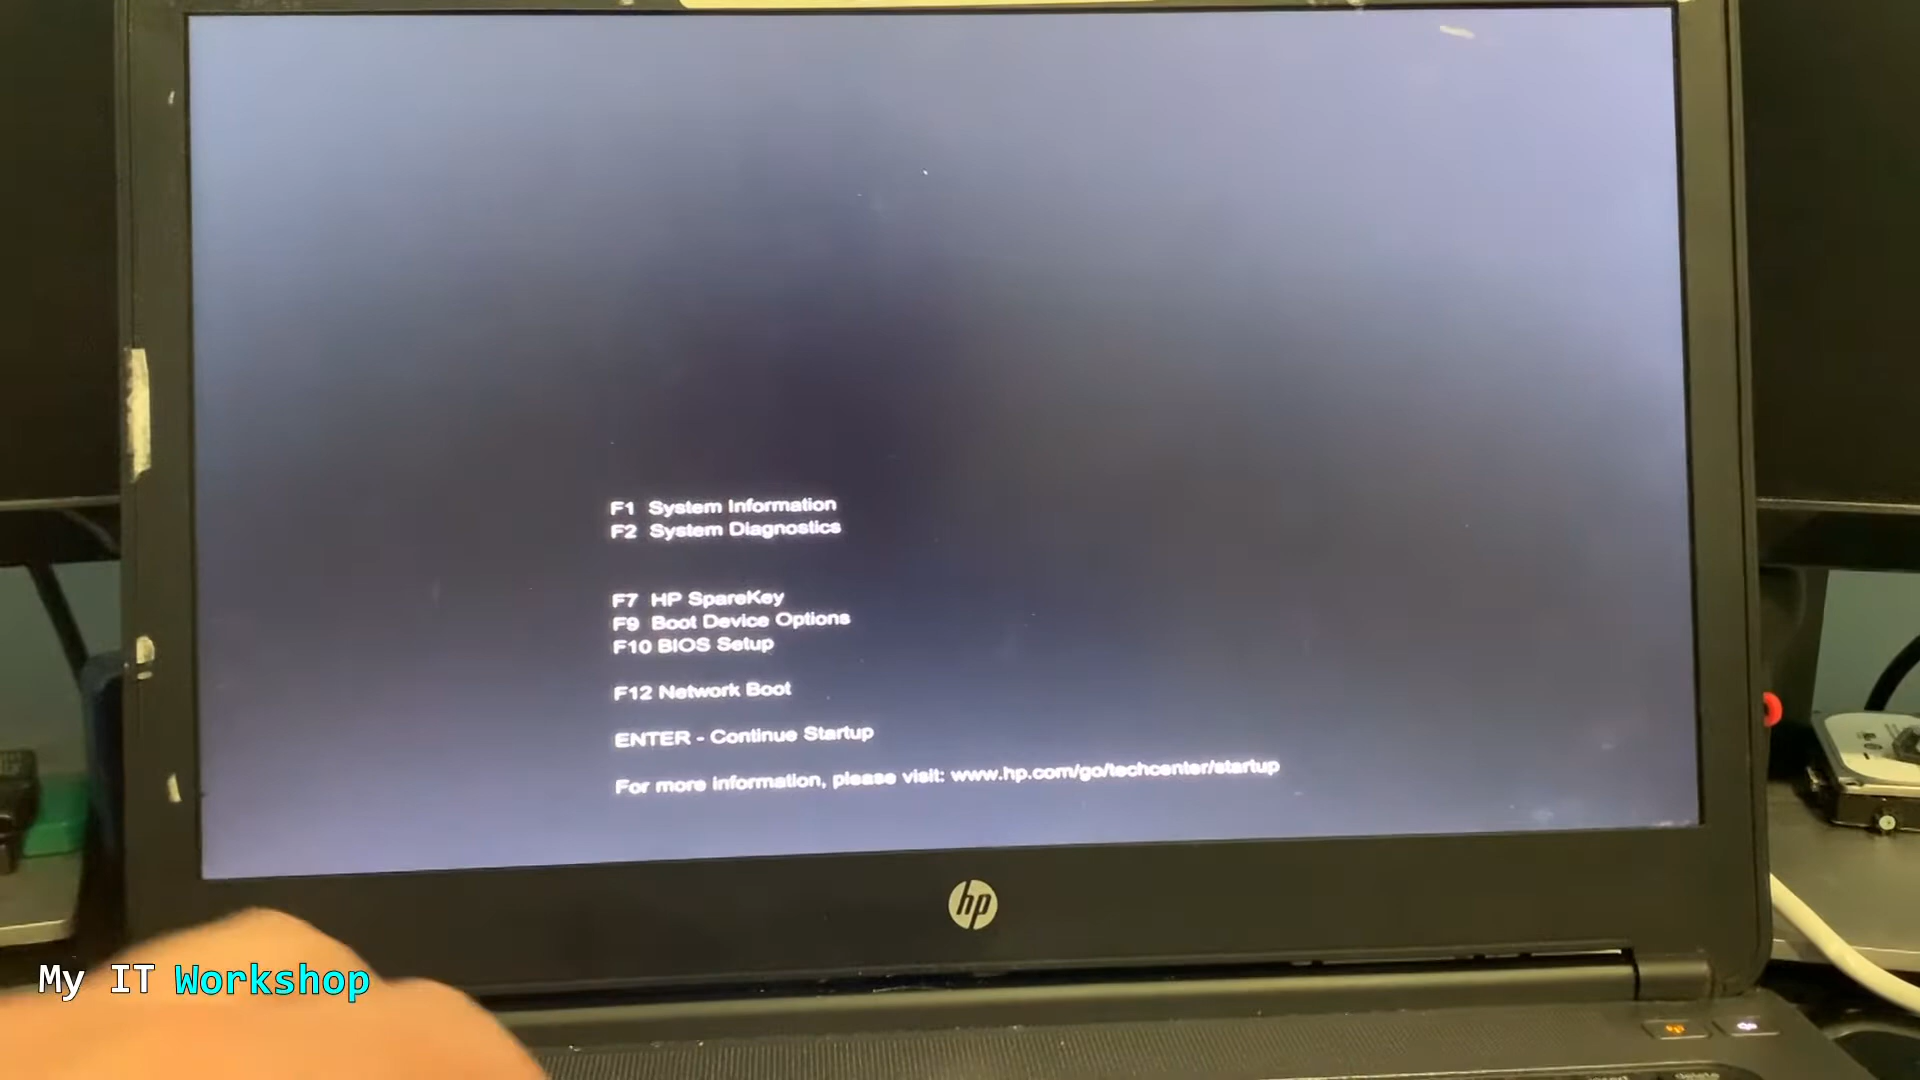 F1 System Information
F2 System Diagnostics
F7 HP SpareKey
F9 Boot Device Options
F10 BIOS Setup
F12 Network Boot
ENTER - Continue Startup
For more information, please visit: www.hp.com/go/techcenter/startup
hp
My IT Workshop